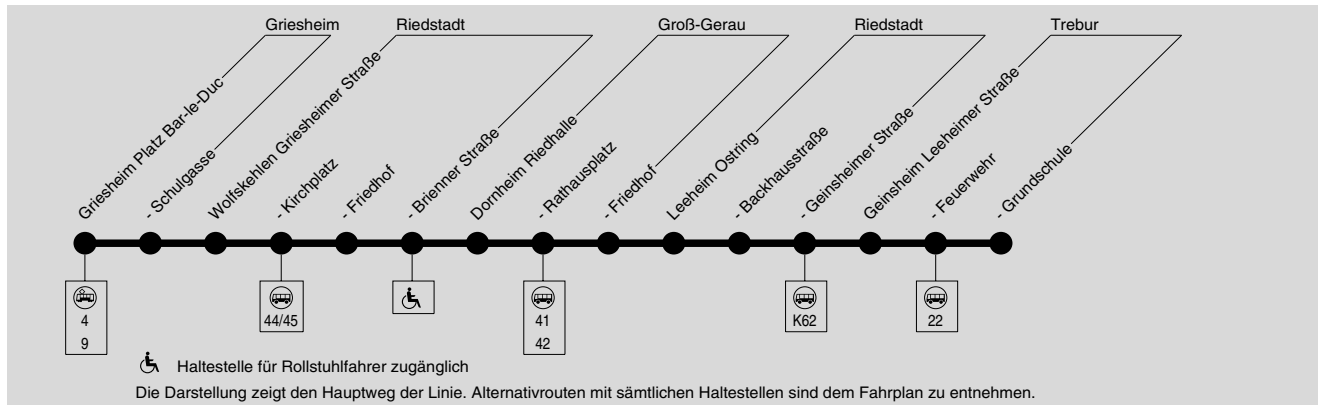 Griesheim
Riedstadt
Groß-Gerau
Riedstadt
Trebur
Griesheim Platz Bar-le-Duc
- Schulgasse
Wolfskehlen Griesheimer Straße
- Kirchplatz
- Friedhof
- Brienner Straße
Dornheim Riedhalle
- Rathausplatz
- Friedhof
Leeheim Ostring
- Backhausstraße
- Geinsheimer Straße
Geinsheim Leeheimer Straße
- Feuerwehr
- Grundschule
4
9
44/45
41
42
K62
22
Haltestelle für Rollstuhlfahrer zugänglich
Die Darstellung zeigt den Hauptweg der Linie. Alternativrouten mit sämtlichen Haltestellen sind dem Fahrplan zu entnehmen.